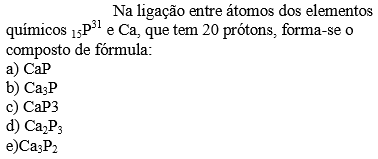 Na ligação entre átomos dos elementos
químicos ₁₅P³¹ e Ca, que tem 20 prótons, forma-se o
composto de fórmula:
a) CaP
b) Ca₃P
c) CaP3
d) Ca₂P₃
e)Ca₃P₂